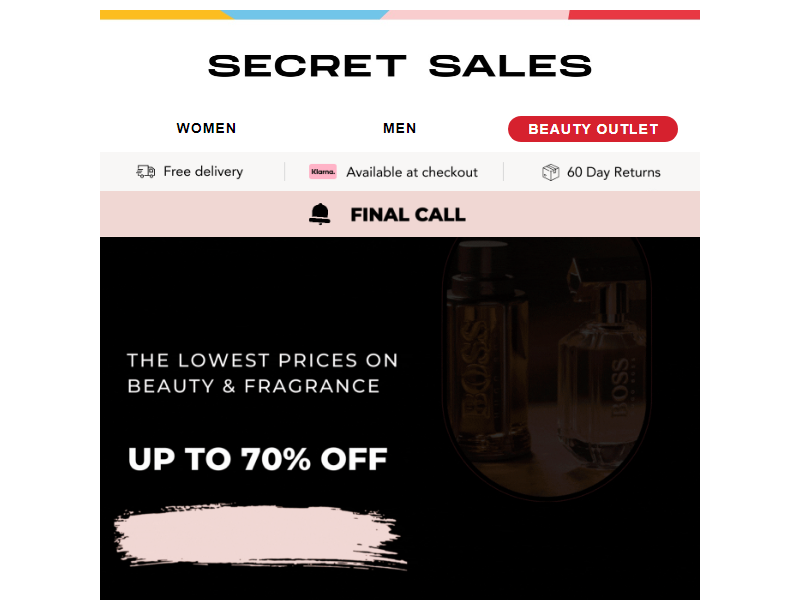 SECRET SALES
WOMEN
MEN
BEAUTY OUTLET
Free delivery
Klarna.
Available at checkout
60 Day Returns
FINAL CALL
THE LOWEST PRICES ON
BEAUTY & FRAGRANCE
UP TO 70% OFF
BOSS
BOSS